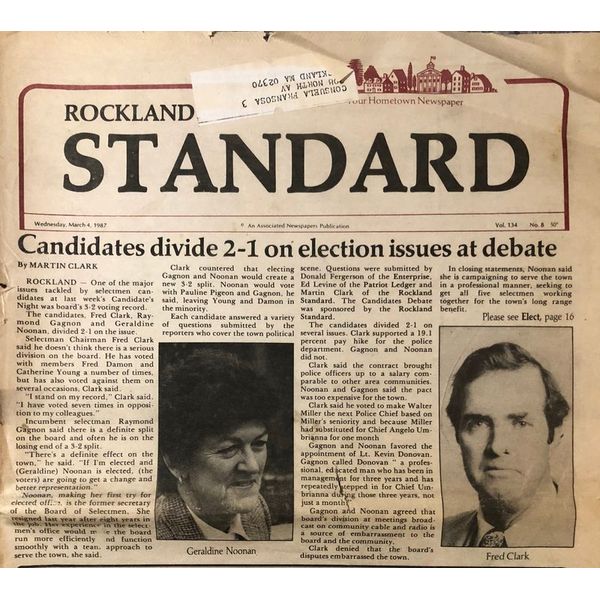 CONSUELA FRANSOSA 3
NORTH AV
KLAND MA 02370
Your Hometown Newspaper
ROCKLAND
STANDARD
Wednesday, March 4, 1987
© An Associated Newspapers Publication
Vol. 134 No. 8 50¢
Candidates divide 2-1 on election issues at debate
By MARTIN CLARK
ROCKLAND — One of the major
issues tackled by selectmen can-
didates at last week's Candidate's
Night was board's 3-2 voting record.
The candidates, Fred Clark, Ray-
mond Gagnon and Geraldine
Noonan, divided 2-1 on the issue.
Selectman Chairman Fred Clark
said he doesn't think there is a serious
division on the board. He has voted
with members Fred Damon and
Catherine Young a number of times,
but has also voted against them on
several occasions, Clark said.
"I stand on my record," Clark said.
"I have voted seven times in opposi-
tion to my colleagues."
Incumbent selectman Raymond
Gagnon said there is a definite split
on the board and often he is on the
losing end of a 3-2 split.
"There's a definite effect on the
town," he said. "If I'm elected and
(Geraldine) Noonan is elected, (the
voters) are going to get a change and
better representation."
Noonan, making her first try for
elected office, is the former secretary
of the Board of Selectmen. She
resigned last year after eight years in
the job. Her experience in the select-
men's office would the board
run more efficiently and function
smoothly with a team approach to
serve the town, she said.
Clark countered that electing
Gagnon and Noonan would create a
new 3-2 split. Noonan would vote
with Pauline Pigeon and Gagnon, he
said, leaving Young and Damon in
the minority.
Each candidate answered a variety
of questions submitted by the
reporters who cover the town political
Geraldine Noonan
scene. Questions were submitted by
Donald Fergerson of the Enterprise,
Ed Levine of the Patriot Ledger and
Martin Clark of the Rockland
Standard. The Candidates Debate
was sponsored by the Rockland
Standard.
The candidates divided 2-1 on
several issues. Clark supported a 19.1
percent pay hike for the police
department. Gagnon and Noonan
did not.
Clark said the contract brought
police officers up to a salary com-
parable to other area communities.
Noonan and Gagnon said the pact
was too expensive for the town.
Clark said he voted to make Walter
Miller the next Police Chief based on
Miller's seniority and because Miller
had substituted for Chief Angelo Um-
brianna for one month
Gagnon and Noonan favored the
appointment of Lt. Kevin Donovan.
Gagnon called Donovan " a profes-
sional, educated man who has been in
management for three years and has
repeatedly stepped in for Chief Um-
brianna during those three years, not
just a month."
Gagnon and Noonan agreed that
board's division at meetings broad-
cast on community cable and radio is
a source of embarrassment to the
board and the community.
Clark denied that the board's
disputes embarrassed the town.
In closing statements, Noonan said
she is campaigning to serve the town
in a professional manner, seeking to
get all five selectmen working
together for the town's long range
benefit.
Please see Elect, page 16
Fred Clark